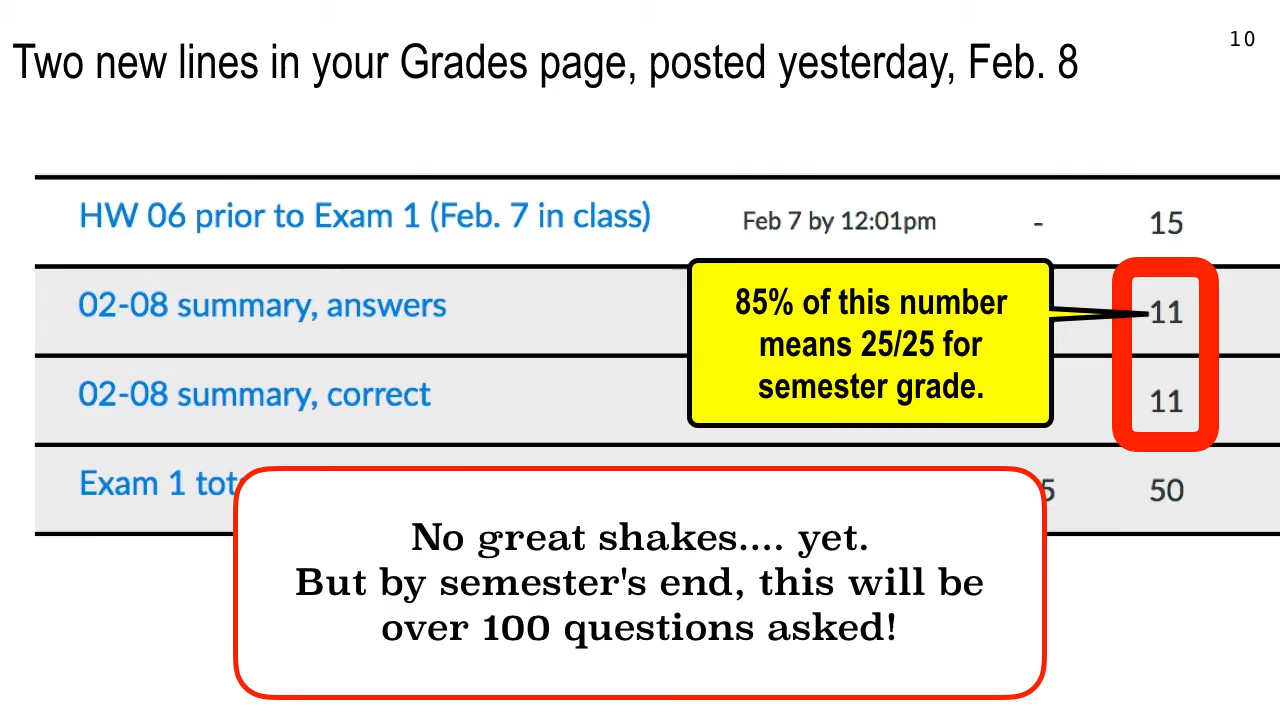 10
Two new lines in your Grades page, posted yesterday, Feb. 8
HW 06 prior to Exam 1 (Feb. 7 in class) Feb 7 by 12:01pm - 15
02-08 summary, answers 11
85% of this number
means 25/25 for
semester grade.
02-08 summary, correct 11
Exam 1 5 50
No great shakes.... yet.
But by semester's end, this will be
over 100 questions asked!